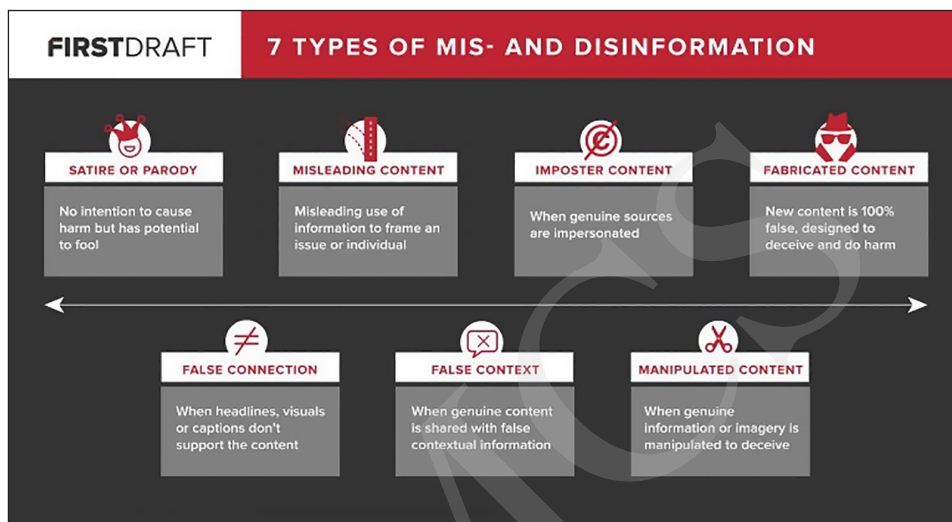 FIRSTDRAFT
7 TYPES OF MIS- AND DISINFORMATION
SATIRE OR PARODY
No intention to cause
harm but has potential
to fool
MISLEADING CONTENT
Misleading use of
information to frame an
issue or individual
IMPOSTER CONTENT
When genuine sources
are impersonated
FABRICATED CONTENT
New content is 100%
false, designed to
deceive and do harm
FALSE CONNECTION
When headlines, visuals
or captions don't
support the content
FALSE CONTEXT
When genuine content
is shared with false
contextual information
MANIPULATED CONTENT
When genuine
information or imagery is
manipulated to deceive